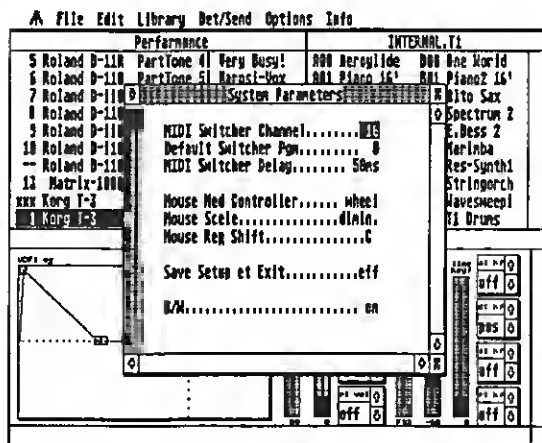 File Edit Library Get/Send Options Info
Performance INTERNAL.T1
5 Roland D-110 PartTone 4 Very Busy! A00 Aeroglide B00 One World
6 Roland D-110 PartTone 5 Harpsi-Vox A01 Piano 16' B01 Piano2 16'
7 Roland D-110 Alto Sax
8 Roland D-110 Spectrum 2
9 Roland D-110 E.Bass 2
10 Roland D-110 Marimba
-- Roland D-110 Res-Synth1
12 Matrix-1000 Stringorch
xxx Korg T-3 Wavesweep1
1 Korg T-3 T1 Drums
System Parameters
MIDI Switcher Channel........16
Default Switcher Pgm........ 0
MIDI Switcher Delay........ 50ms
Mouse Mod Controller....... wheel
Mouse Scale................dimin.
Mouse Reg Shift.............C
Save Setup at Exit..........off
B/W......................... on
VDF1 eg
off
pos
off
off